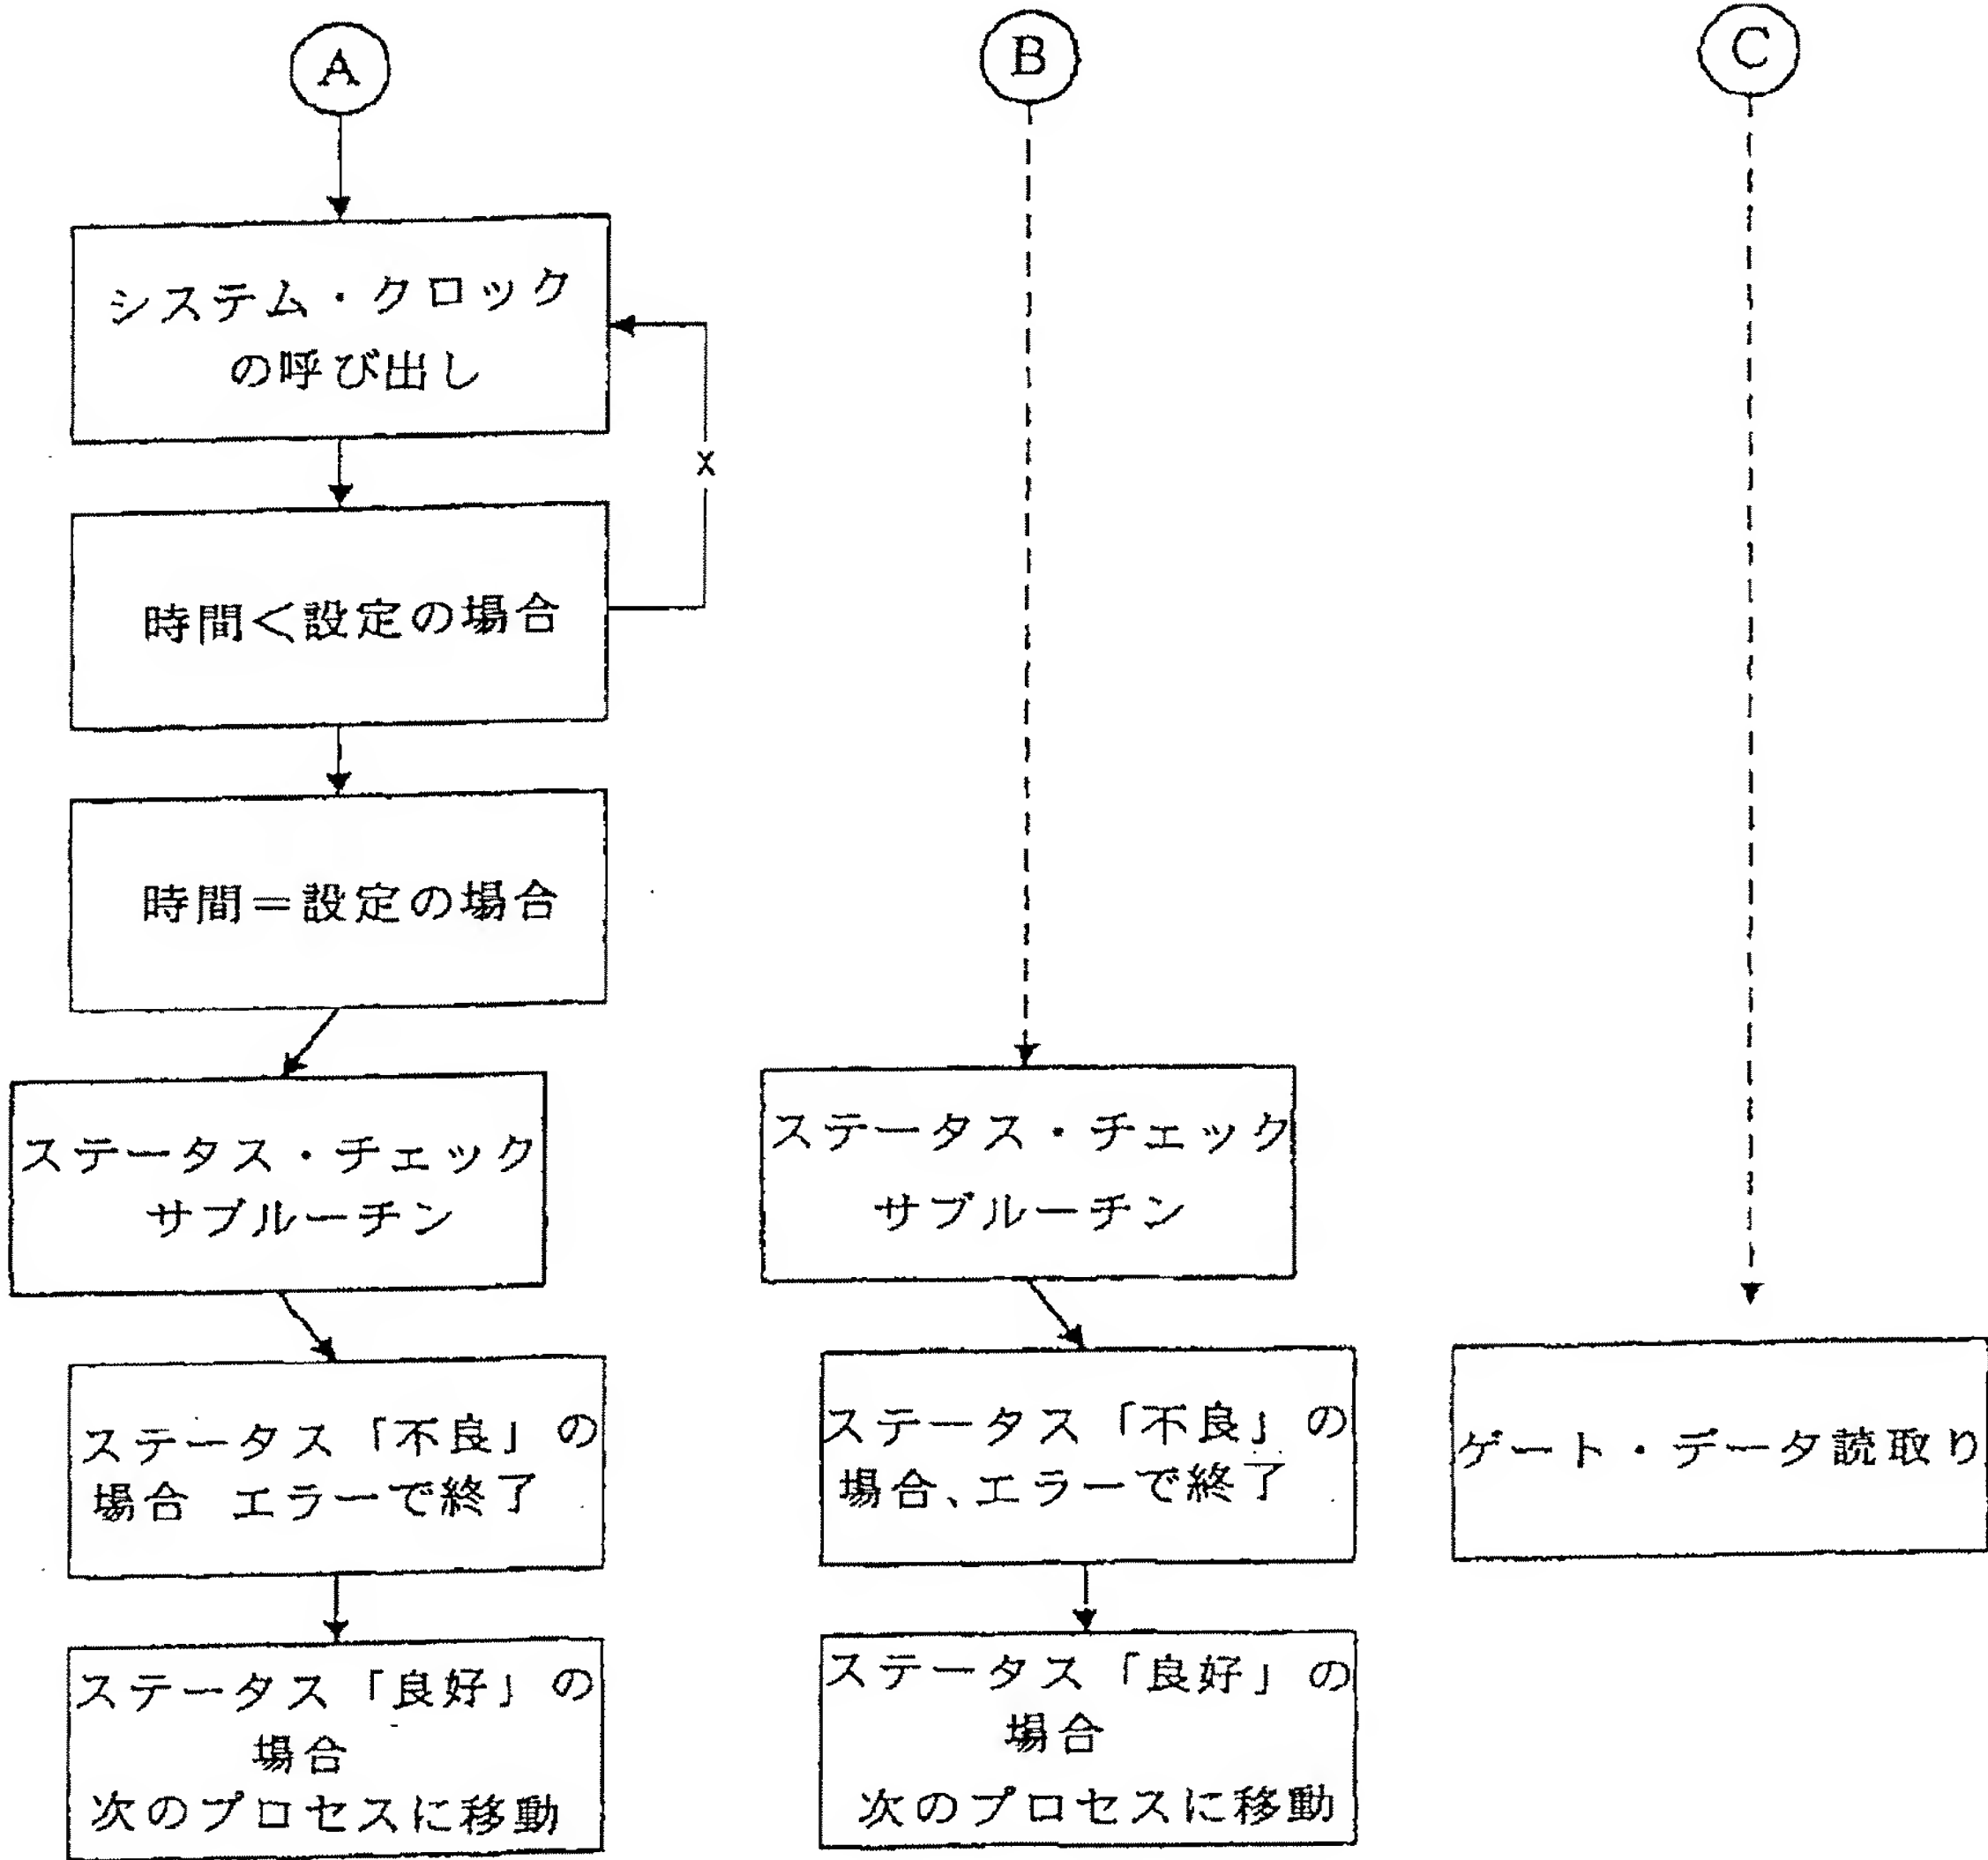 A
システム・クロック
の呼び出し
x
時間＜設定の場合
時間＝設定の場合
ステータス・チェック
サブルーチン
ステータス「不良」の
場合 エラーで終了
ステータス「良好」の
場合
次のプロセスに移動
B
ステータス・チェック
サブルーチン
ステータス「不良」の
場合、エラーで終了
ステータス「良好」の
場合
次のプロセスに移動
C
ゲート・データ読取り